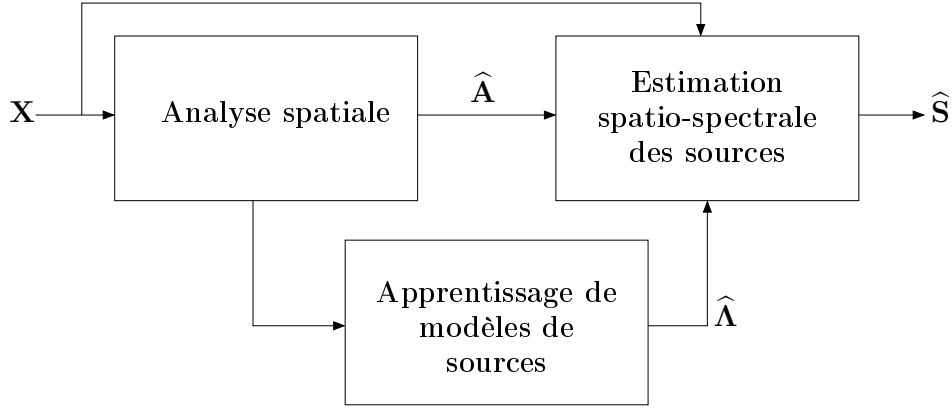 X
Analyse spatiale
Â
Estimation
spatio-spectrale
des sources
Ŝ
Apprentissage de
modèles de
sources
Λ̂